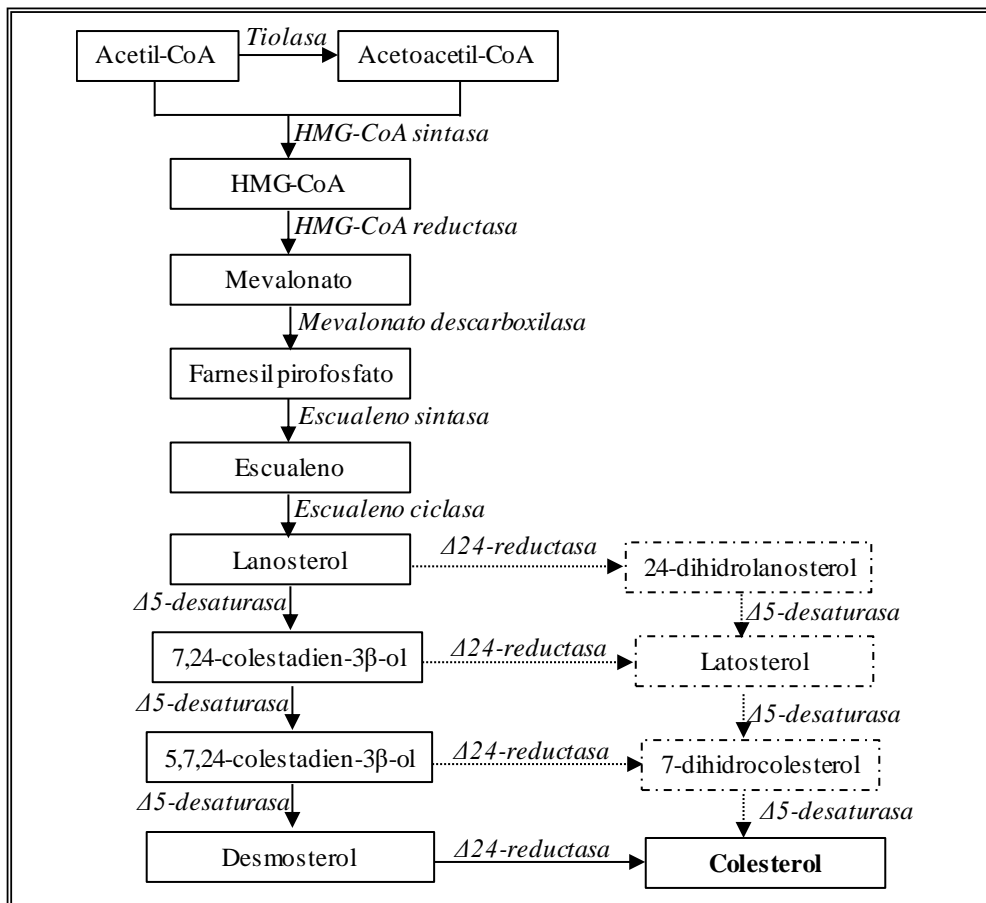 Tiolasa
Acetil-CoA
Acetoacetil-CoA
HMG-CoA sintasa
HMG-CoA
HMG-CoA reductasa
Mevalonato
Mevalonato descarboxilasa
Farnesil pirofosfato
Escualeno sintasa
Escualeno
Escualeno ciclasa
Lanosterol
Δ24-reductasa
24-dihidrolanosterol
Δ5-desaturasa
Δ5-desaturasa
7,24-colestadien-3β-ol
Δ24-reductasa
Latosterol
Δ5-desaturasa
Δ5-desaturasa
5,7,24-colestadien-3β-ol
Δ24-reductasa
7-dihidrocolesterol
Δ5-desaturasa
Δ5-desaturasa
Desmosterol
Δ24-reductasa
Colesterol